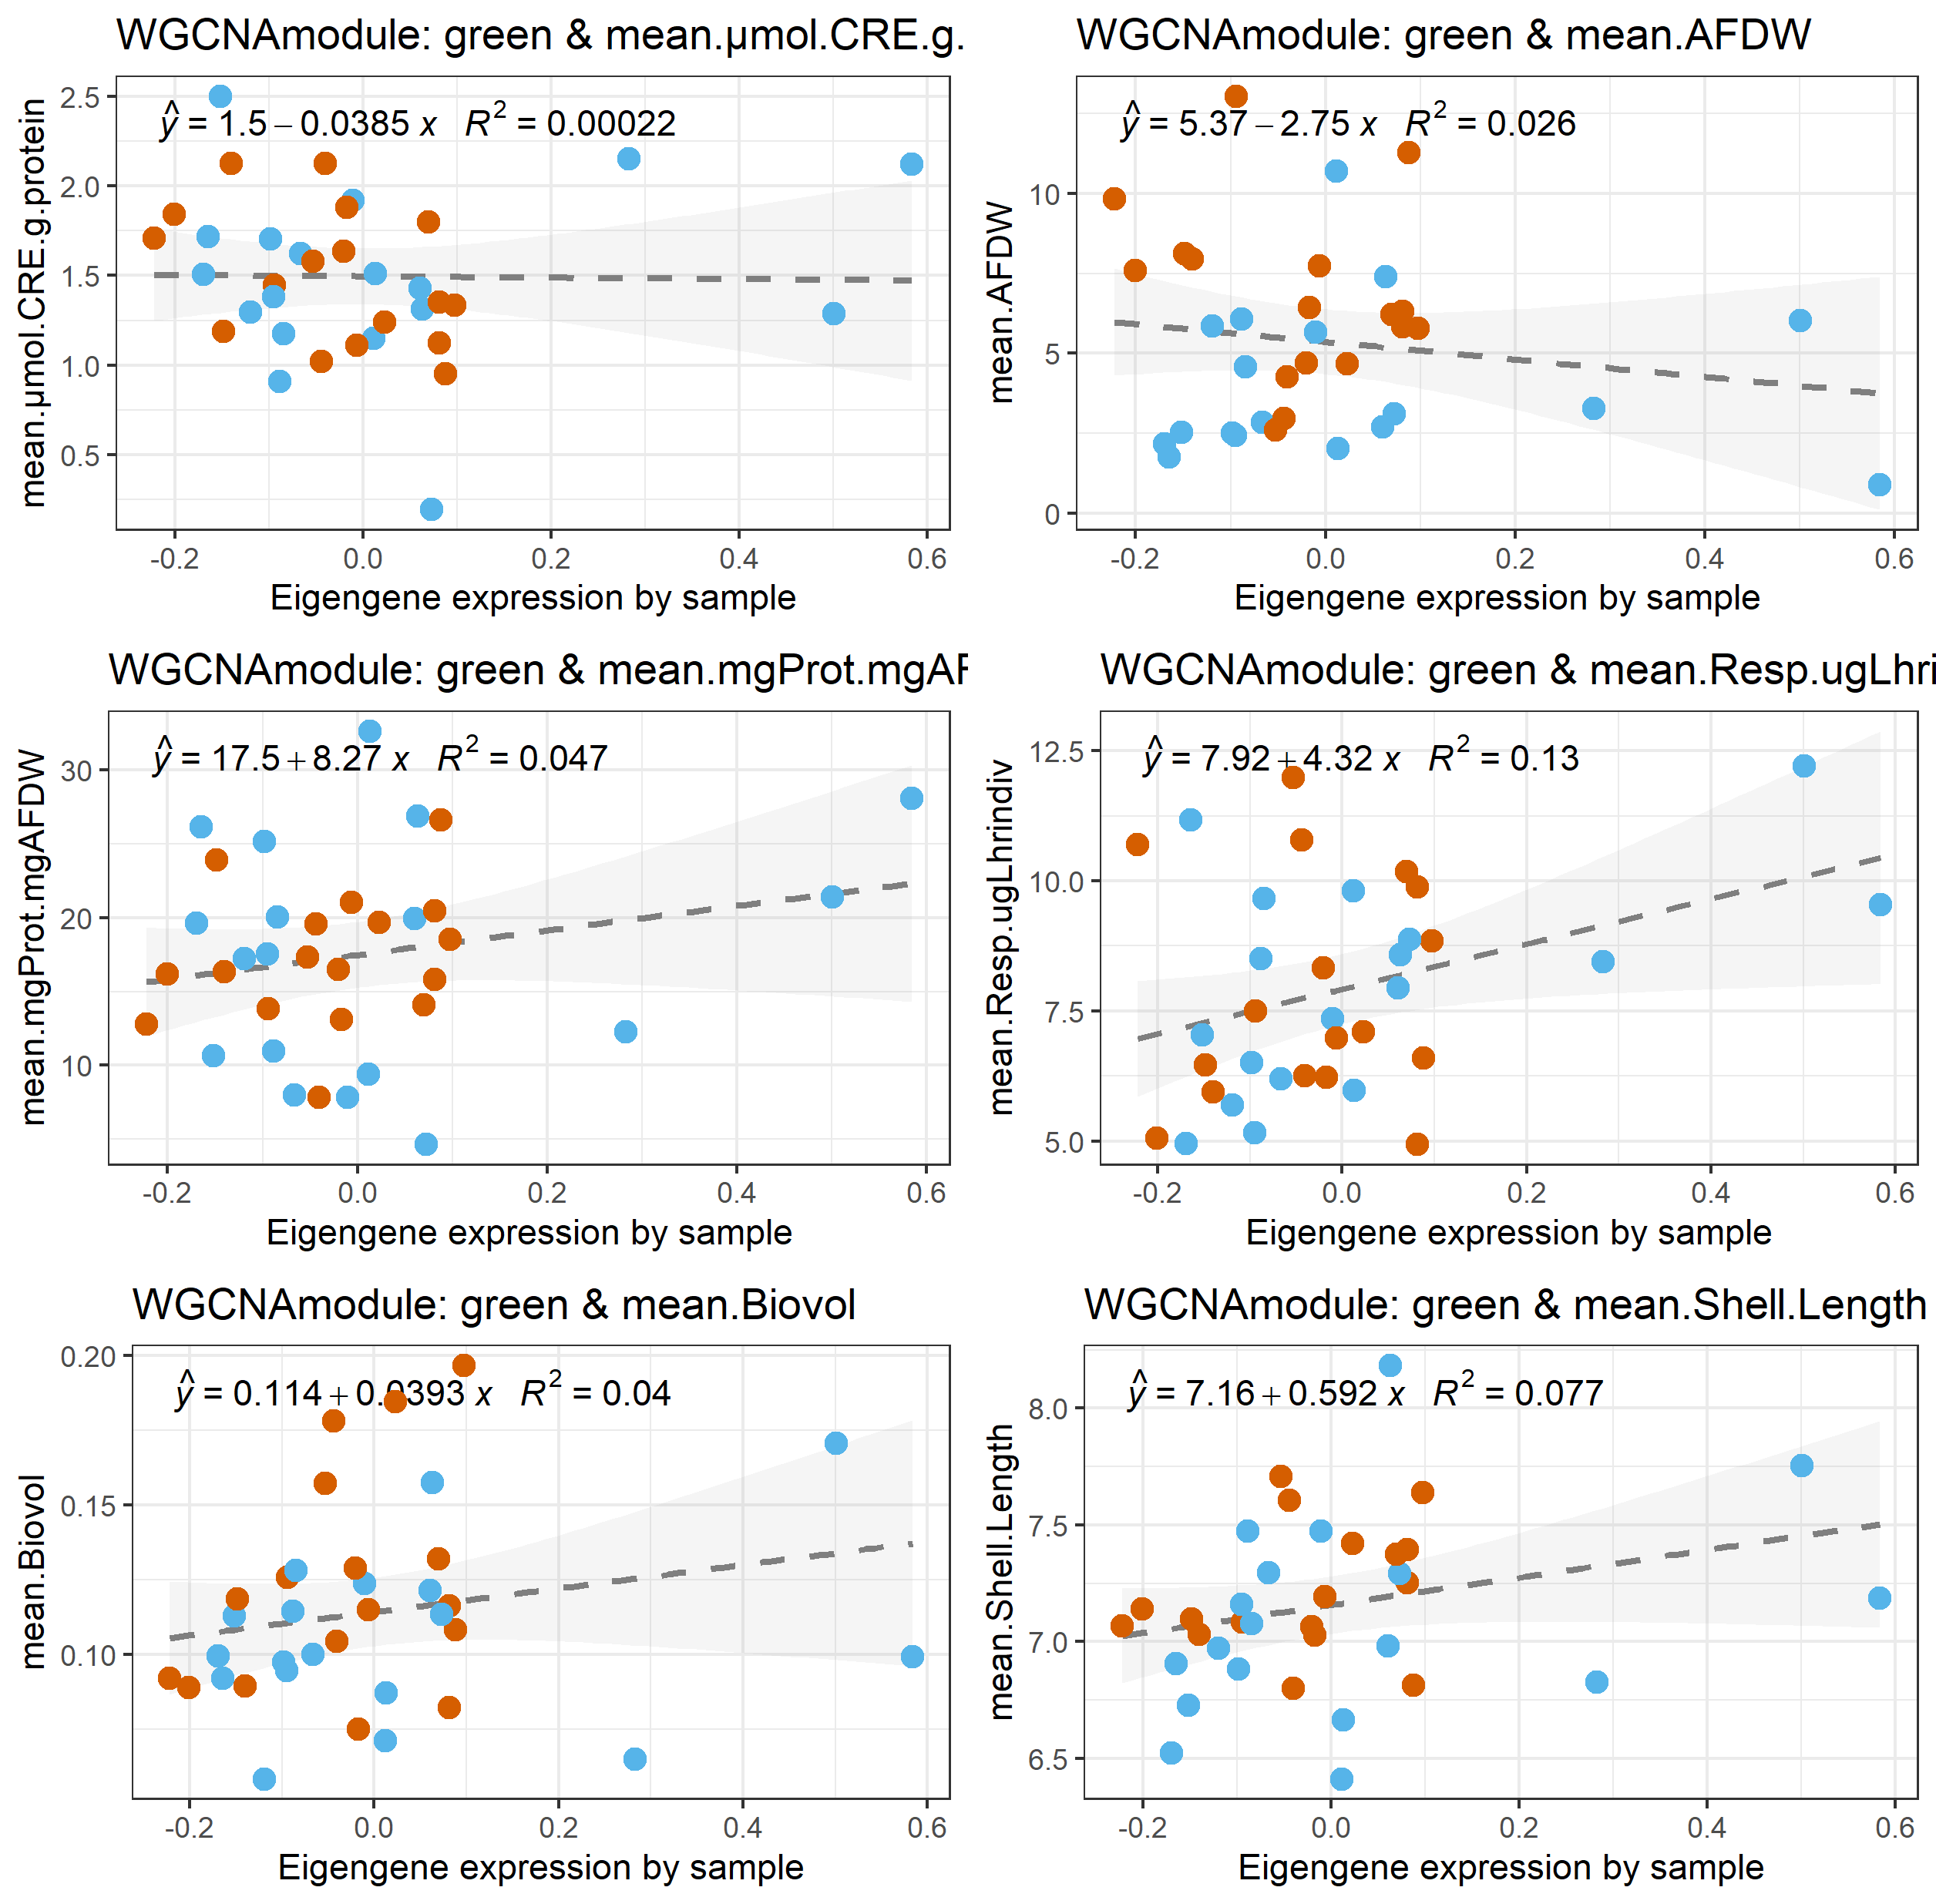 WGCNAmodule: green & mean.µmol.CRE.g.
ŷ = 1.5 − 0.0385 x R² = 0.00022
mean.µmol.CRE.g.protein
2.5
2.0
1.5
1.0
0.5
-0.2 0.0 0.2 0.4 0.6
Eigengene expression by sample
WGCNAmodule: green & mean.AFDW
ŷ = 5.37 − 2.75 x R² = 0.026
mean.AFDW
10
5
0
-0.2 0.0 0.2 0.4 0.6
Eigengene expression by sample
WGCNAmodule: green & mean.mgProt.mgAF
ŷ = 17.5 + 8.27 x R² = 0.047
mean.mgProt.mgAFDW
30
20
10
-0.2 0.0 0.2 0.4 0.6
Eigengene expression by sample
WGCNAmodule: green & mean.Resp.ugLhri
ŷ = 7.92 + 4.32 x R² = 0.13
mean.Resp.ugLhrindiv
12.5
10.0
7.5
5.0
-0.2 0.0 0.2 0.4 0.6
Eigengene expression by sample
WGCNAmodule: green & mean.Biovol
ŷ = 0.114 + 0.0393 x R² = 0.04
mean.Biovol
0.20
0.15
0.10
-0.2 0.0 0.2 0.4 0.6
Eigengene expression by sample
WGCNAmodule: green & mean.Shell.Length
ŷ = 7.16 + 0.592 x R² = 0.077
mean.Shell.Length
8.0
7.5
7.0
6.5
-0.2 0.0 0.2 0.4 0.6
Eigengene expression by sample